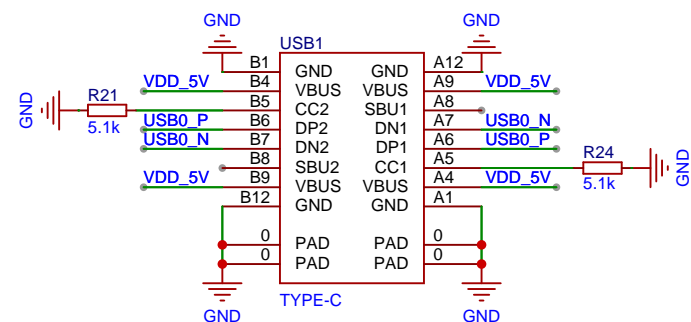 GND GND
USB1
B1 GND GND A12
VDD_5V B4 VBUS VBUS A9 VDD_5V
R21 B5 CC2 SBU1 A8
GND 5.1k USB0_P B6 DP2 DN1 A7 USB0_N
USB0_N B7 DN2 DP1 A6 USB0_P
B8 SBU2 CC1 A5 R24
VDD_5V B9 VBUS VBUS A4 VDD_5V 5.1k GND
B12 GND GND A1
0 PAD PAD 0
0 PAD PAD 0
TYPE-C
GND GND